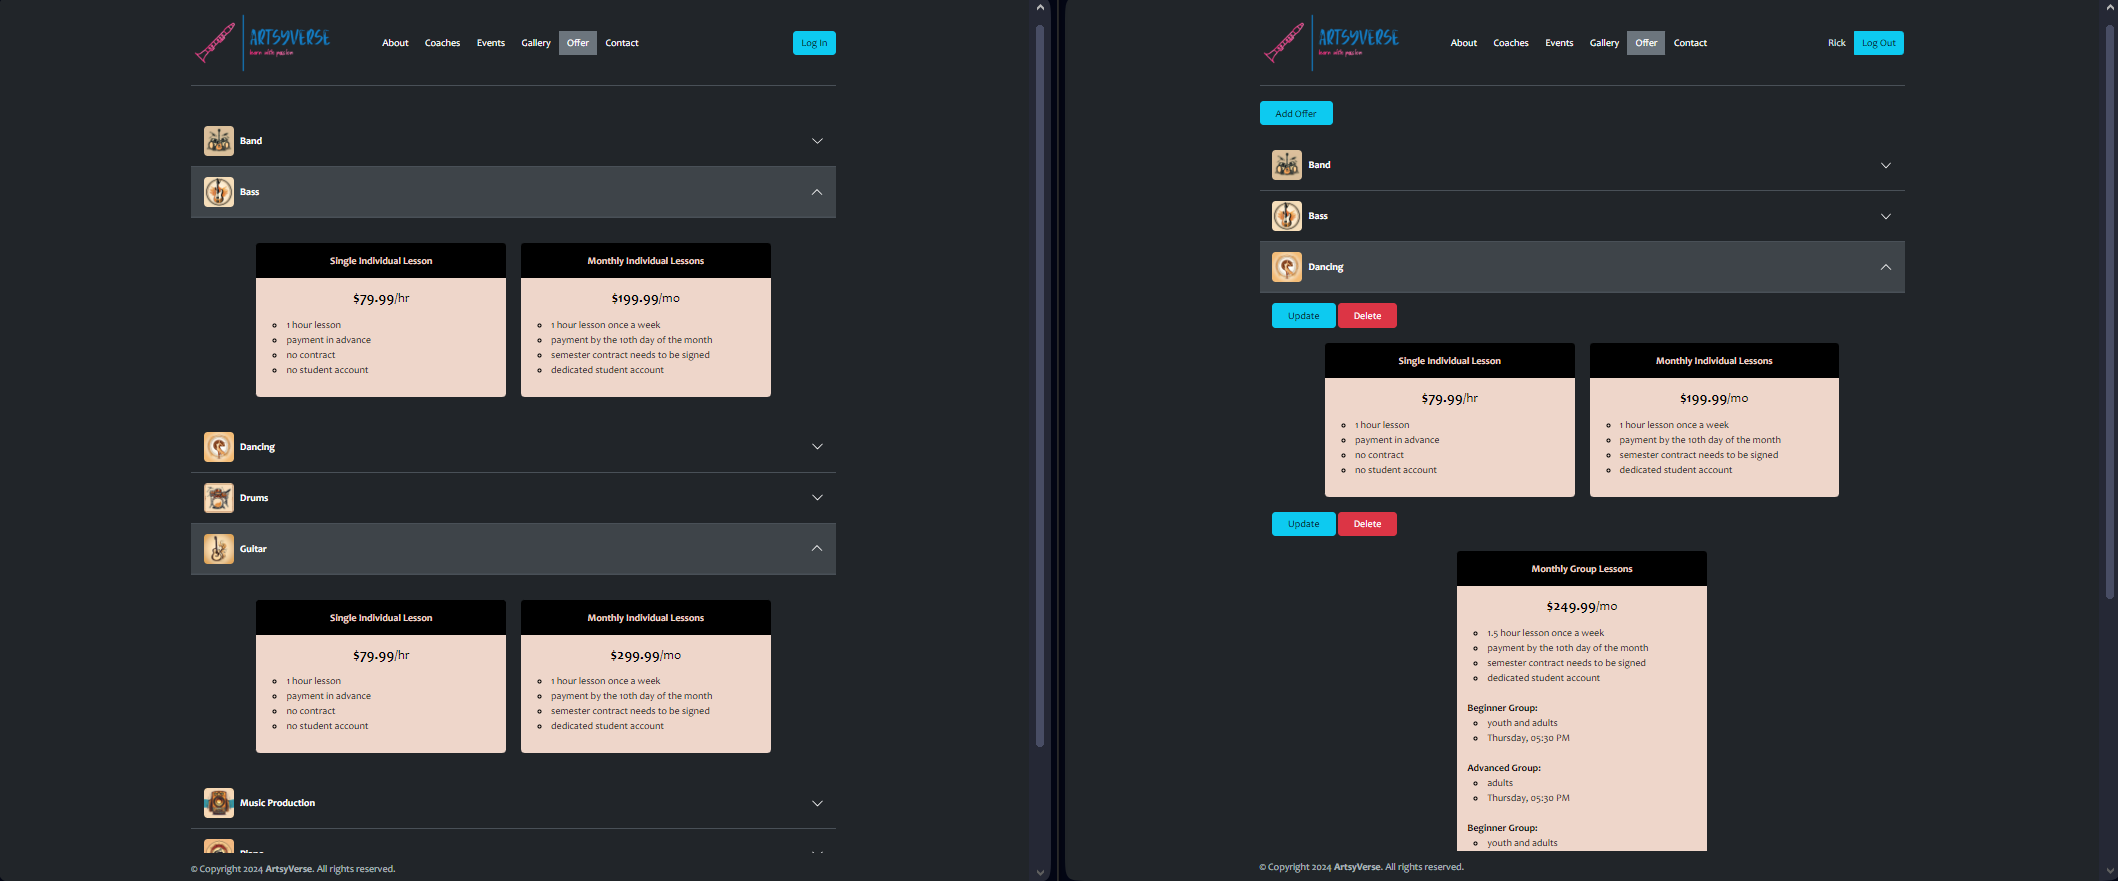 ARTSYVERSE
learn with passion
About Coaches Events Gallery Offer Contact
Log In
Band
Bass
Single Individual Lesson
$79.99/hr
1 hour lesson
payment in advance
no contract
no student account
Monthly Individual Lessons
$199.99/mo
1 hour lesson once a week
payment by the 10th day of the month
semester contract needs to be signed
dedicated student account
Dancing
Drums
Guitar
Single Individual Lesson
$79.99/hr
1 hour lesson
payment in advance
no contract
no student account
Monthly Individual Lessons
$299.99/mo
1 hour lesson once a week
payment by the 10th day of the month
semester contract needs to be signed
dedicated student account
Music Production
Piano
© Copyright 2024 ArtsyVerse. All rights reserved.
ARTSYVERSE
learn with passion
About Coaches Events Gallery Offer Contact
Rick Log Out
Add Offer
Band
Bass
Dancing
Update Delete
Single Individual Lesson
$79.99/hr
1 hour lesson
payment in advance
no contract
no student account
Monthly Individual Lessons
$199.99/mo
1 hour lesson once a week
payment by the 10th day of the month
semester contract needs to be signed
dedicated student account
Update Delete
Monthly Group Lessons
$249.99/mo
1.5 hour lesson once a week
payment by the 10th day of the month
semester contract needs to be signed
dedicated student account
Beginner Group:
youth and adults
Thursday, 05:30 PM
Advanced Group:
adults
Thursday, 05:30 PM
Beginner Group:
youth and adults
© Copyright 2024 ArtsyVerse. All rights reserved.